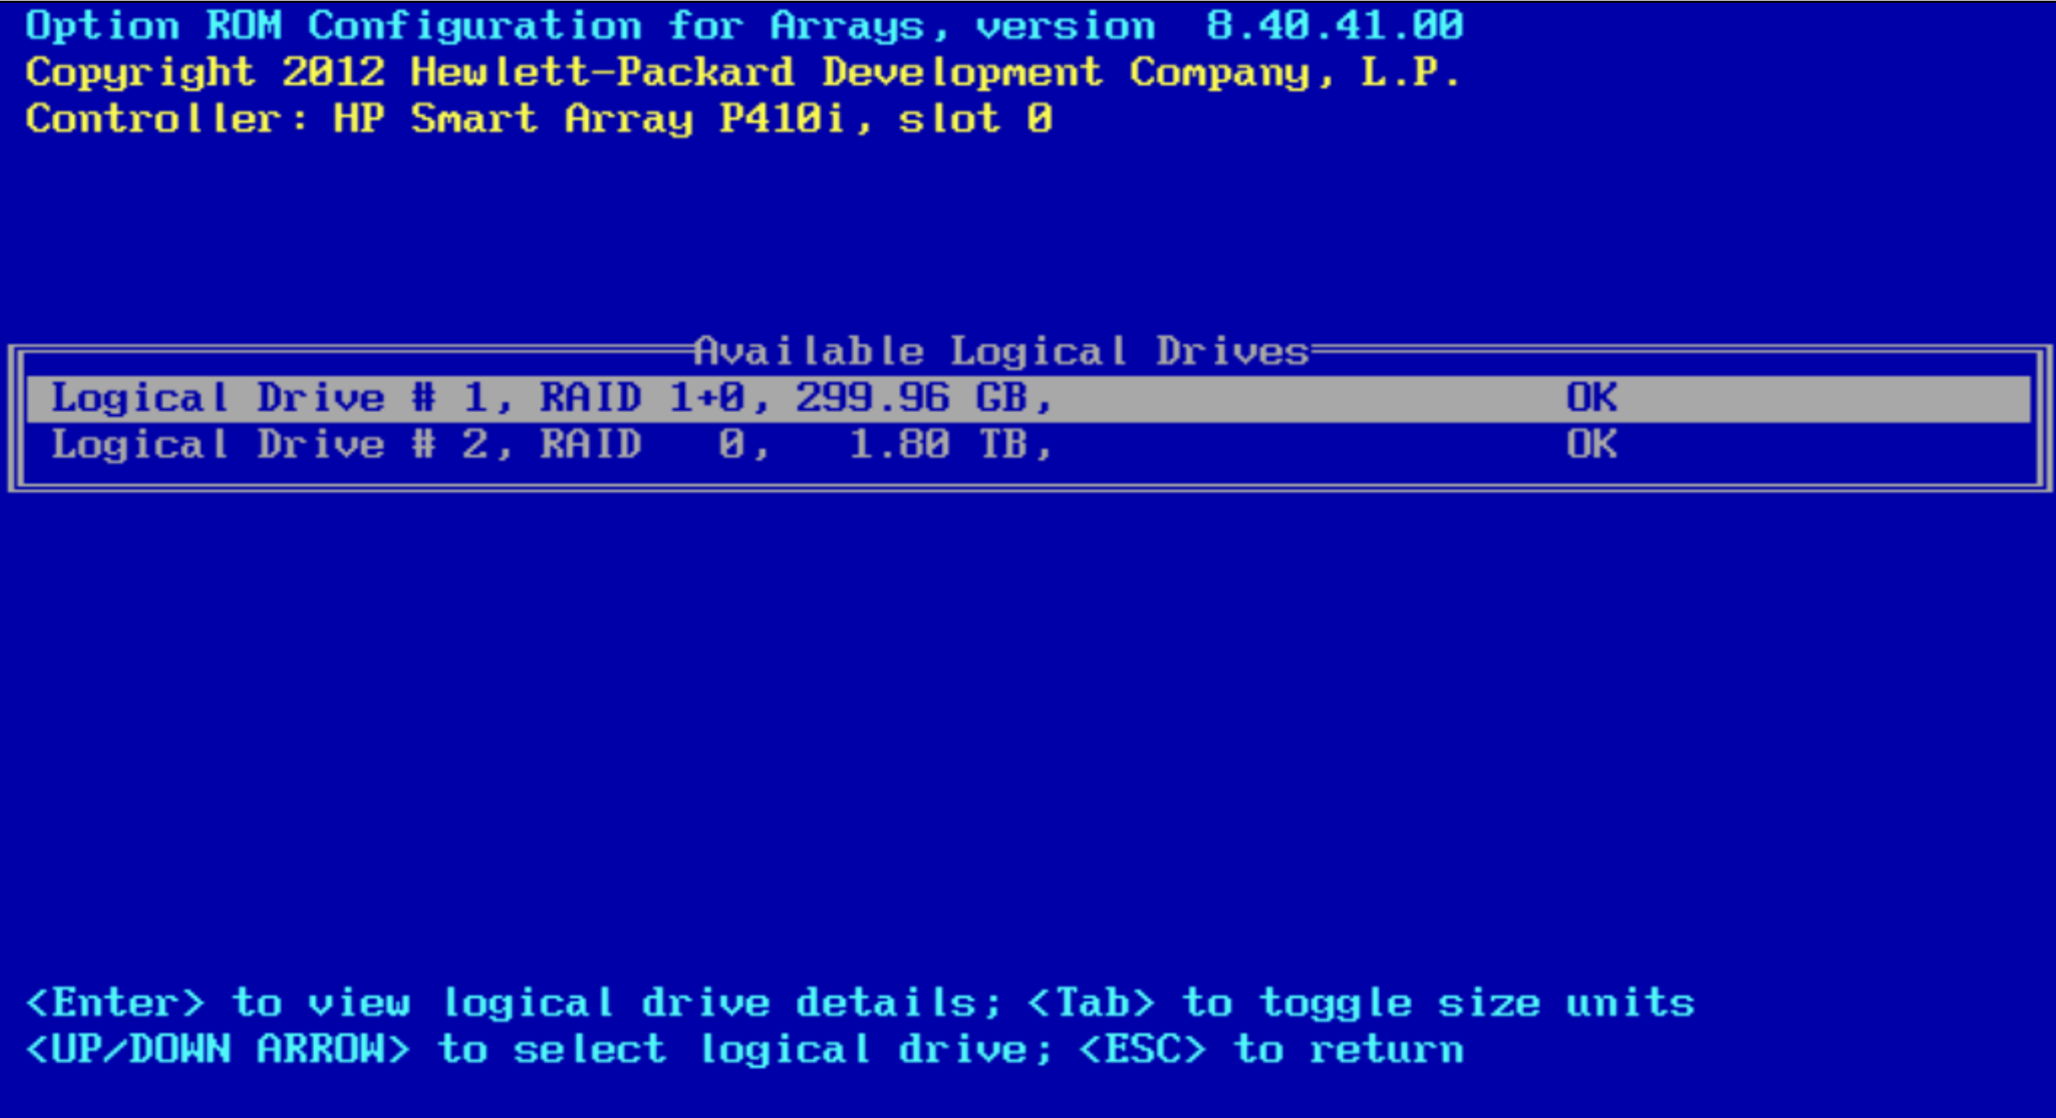 Option ROM Configuration for Arrays, version  8.40.41.00
Copyright 2012 Hewlett-Packard Development Company, L.P.
Controller: HP Smart Array P410i, slot 0
Available Logical Drives
Logical Drive # 1, RAID 1+0, 299.96 GB, OK
Logical Drive # 2, RAID   0,   1.80 TB, OK
<Enter> to view logical drive details; <Tab> to toggle size units
<UP/DOWN ARROW> to select logical drive; <ESC> to return